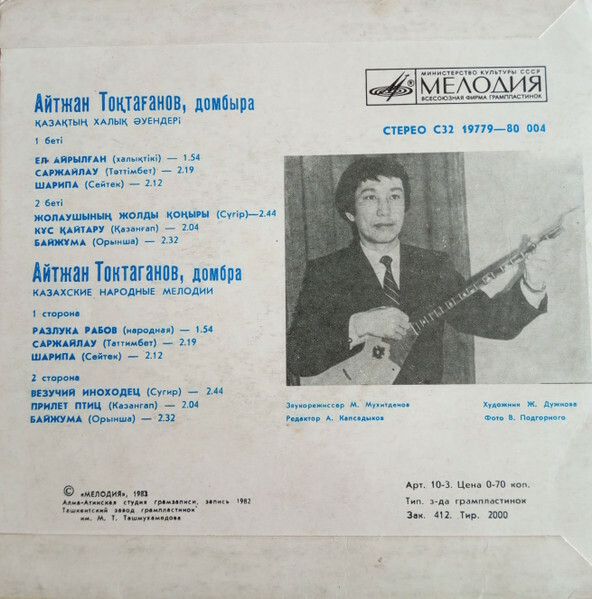 МИНИСТЕРСТВО КУЛЬТУРЫ СССР
МЕЛОДИЯ
ВСЕСОЮЗНАЯ ФИРМА ГРАМПЛАСТИНОК
СТЕРЕО С32 19779—80 004
Айтжан Тоқтағанов, домбыра
ҚАЗАҚТЫҢ ХАЛЫҚ ӘУЕНДЕРІ
1 беті
ЕЛ АЙРЫЛҒАН (халықтікі) — 1.54
САРЖАЙЛАУ (Тәттімбет) — 2.19
ШАРИПА (Сейтек) — 2.12
2 беті
ЖОЛАУШЫНЫҢ ЖОЛДЫ ҚОҢЫРЫ (Сүгір)—2.44
КҮС ҚАЙТАРУ (Қазанғап) — 2.04
БАЙЖҰМА (Орынша) — 2.32
Айтжан Токтаганов, домбра
КАЗАХСКИЕ НАРОДНЫЕ МЕЛОДИИ
1 сторона
РАЗЛУКА РАБОВ (народная) — 1.54
САРЖАЙЛАУ (Таттимбет) — 2.19
ШАРИПА (Сейтек) — 2.12
2 сторона
ВЕЗУЧИЙ ИНОХОДЕЦ (Сугир) — 2.44
ПРИЛЕТ ПТИЦ (Казангап) — 2.04
БАЙЖУМА (Орынша) — 2.32
Звукорежиссер М. Мухитденов
Редактор А. Капсадыков
Художник Ж. Дужнова
Фото В. Подгорного
© «МЕЛОДИЯ», 1983
Алма-Атинская студия грамзаписи, запись 1982
Ташкентский завод грампластинок
им. М. Т. Ташмухамедова
Арт. 10-3. Цена 0-70 коп.
Тип. з-да грампластинок
Зак. 412. Тир. 2000